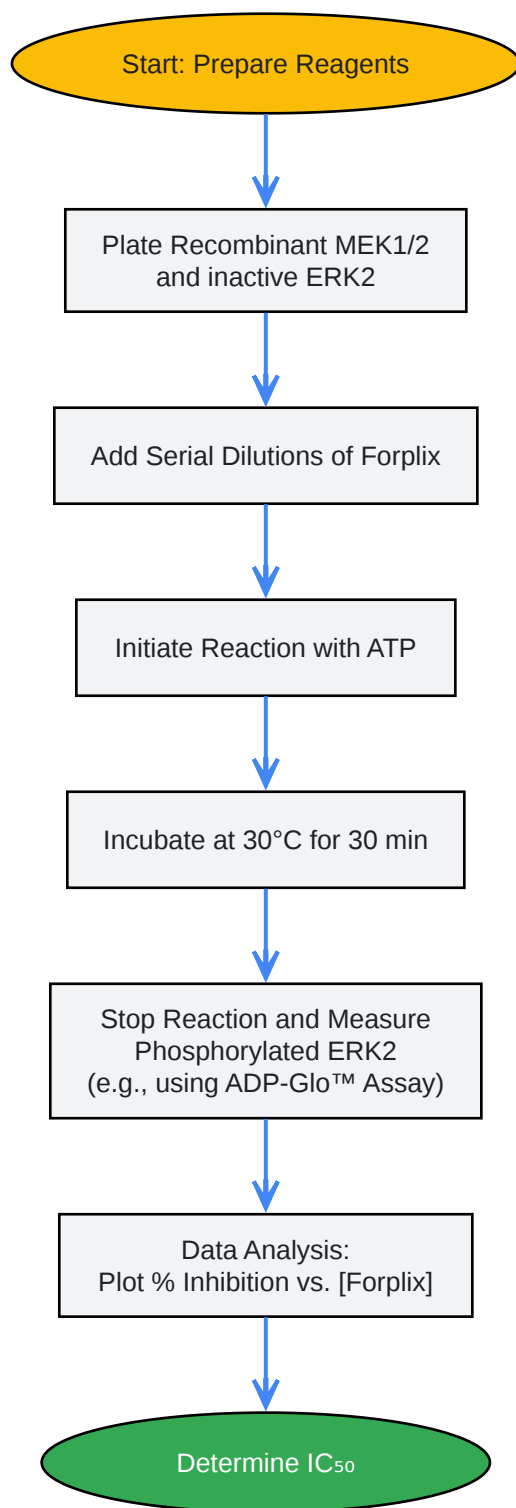 Start: Prepare Reagents
Plate Recombinant MEK1/2
and inactive ERK2
Add Serial Dilutions of Forplix
Initiate Reaction with ATP
Incubate at 30°C for 30 min
Stop Reaction and Measure
Phosphorylated ERK2
(e.g., using ADP-Glo™ Assay)
Data Analysis:
Plot % Inhibition vs. [Forplix]
Determine IC₅₀